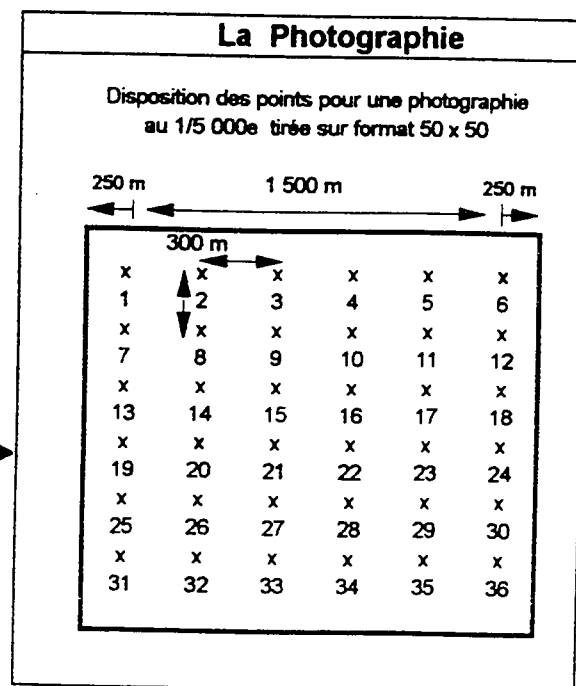 La Photographie
Disposition des points pour une photographie
au 1/5 000e tirée sur format 50 x 50
250 m 1 500 m 250 m
300 m
x x x x x x
1 2 3 4 5 6
x x x x x x
7 8 9 10 11 12
x x x x x x
13 14 15 16 17 18
x x x x x x
19 20 21 22 23 24
x x x x x x
25 26 27 28 29 30
x x x x x x
31 32 33 34 35 36